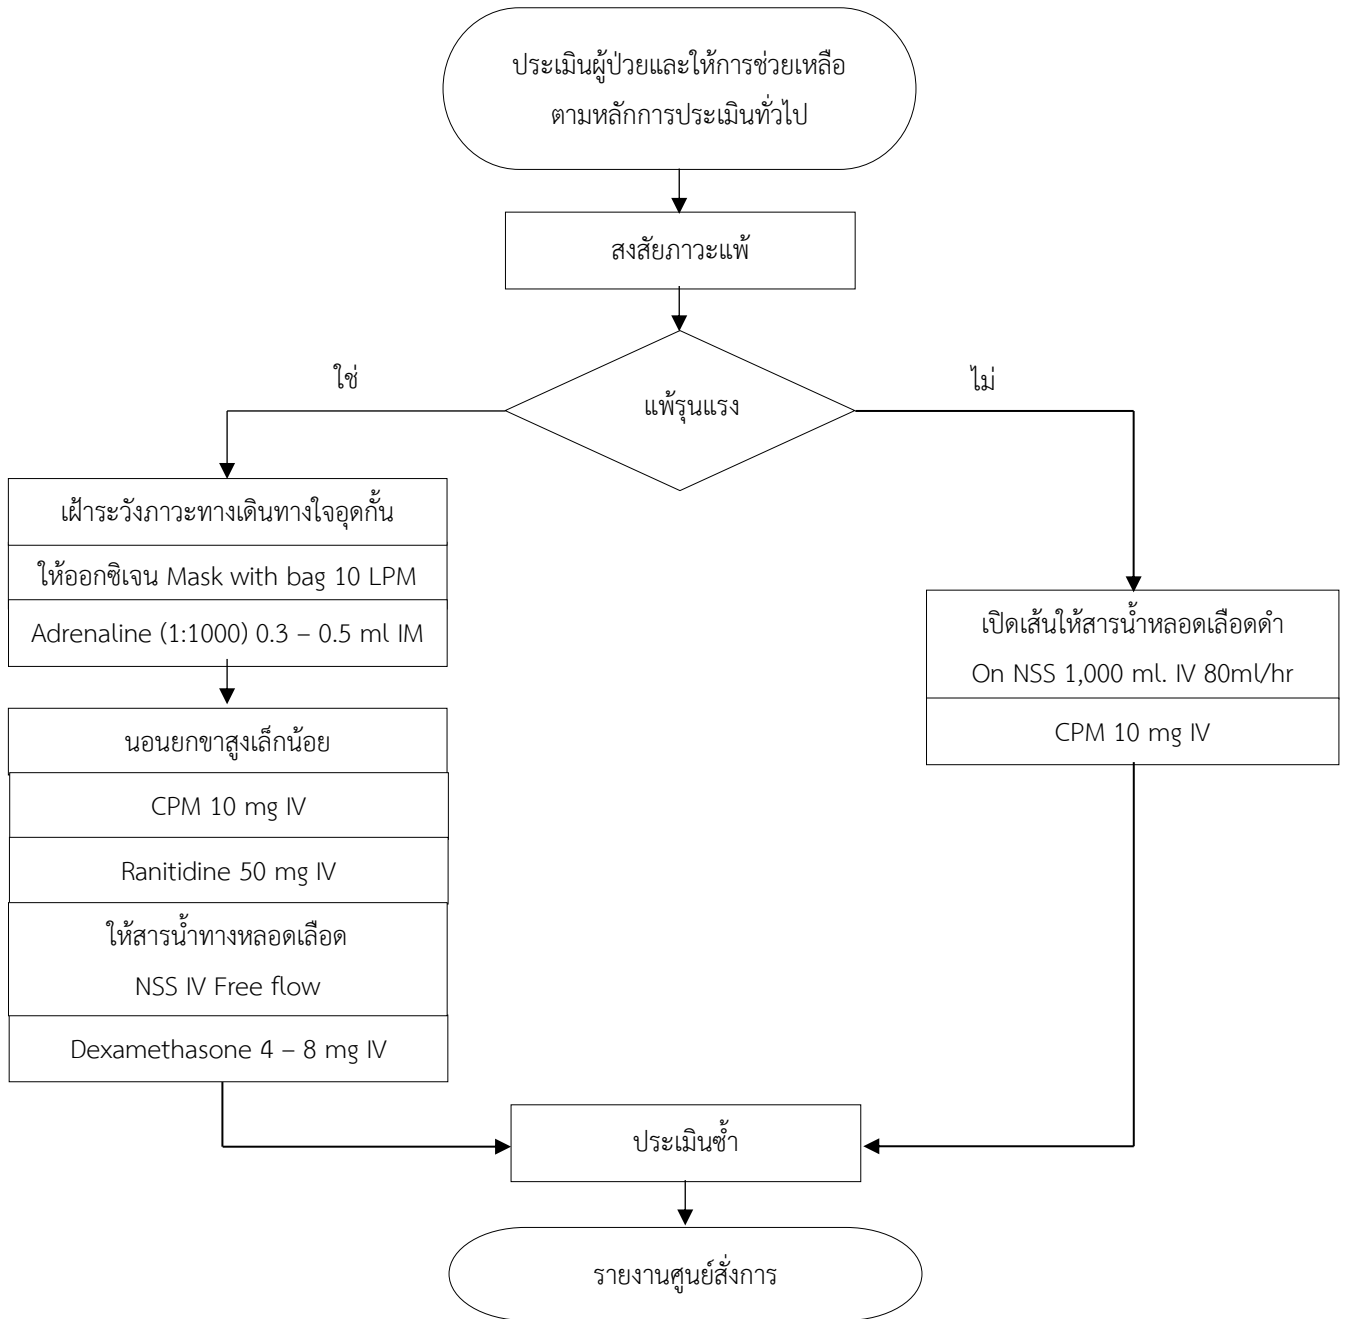 ประเมินผู้ป่วยและให้การช่วยเหลือ
ตามหลักการประเมินทั่วไป
สงสัยภาวะแพ้
แพ้รุนแรง
ใช่
ไม่
เฝ้าระวังภาวะทางเดินทางใจอุดกั้น
ให้ออกซิเจน Mask with bag 10 LPM
Adrenaline (1:1000) 0.3 – 0.5 ml IM
นอนยกขาสูงเล็กน้อย
CPM 10 mg IV
Ranitidine 50 mg IV
ให้สารน้ำทางหลอดเลือด
NSS IV Free flow
Dexamethasone 4 – 8 mg IV
เปิดเส้นให้สารน้ำหลอดเลือดดำ
On NSS 1,000 ml. IV 80ml/hr
CPM 10 mg IV
ประเมินซ้ำ
รายงานศูนย์สั่งการ